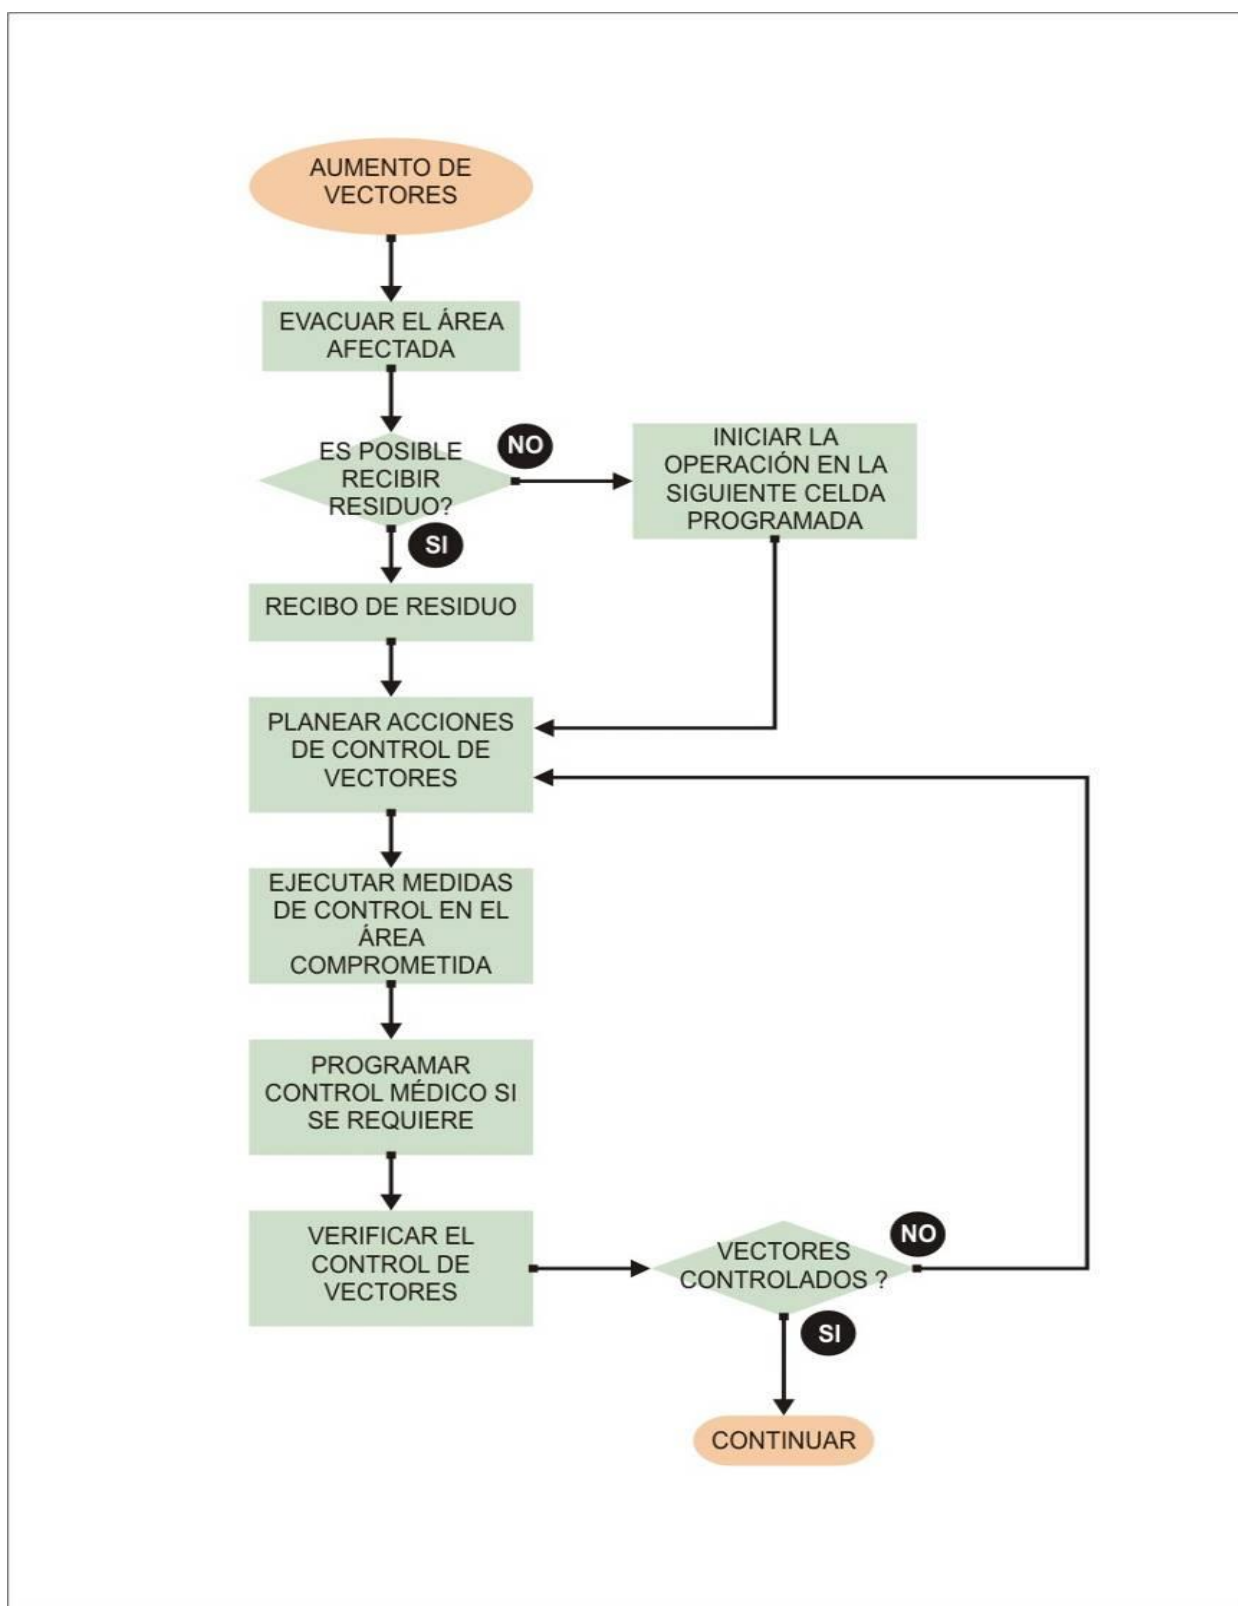 AUMENTO DE
VECTORES
EVACUAR EL ÁREA
AFECTADA
ES POSIBLE
RECIBIR
RESIDUO?
NO
INICIAR LA
OPERACIÓN EN LA
SIGUIENTE CELDA
PROGRAMADA
SI
RECIBO DE RESIDUO
PLANEAR ACCIONES
DE CONTROL DE
VECTORES
EJECUTAR MEDIDAS
DE CONTROL EN EL
ÁREA
COMPROMETIDA
PROGRAMAR
CONTROL MÉDICO SI
SE REQUIERE
VERIFICAR EL
CONTROL DE
VECTORES
VECTORES
CONTROLADOS ?
NO
SI
CONTINUAR